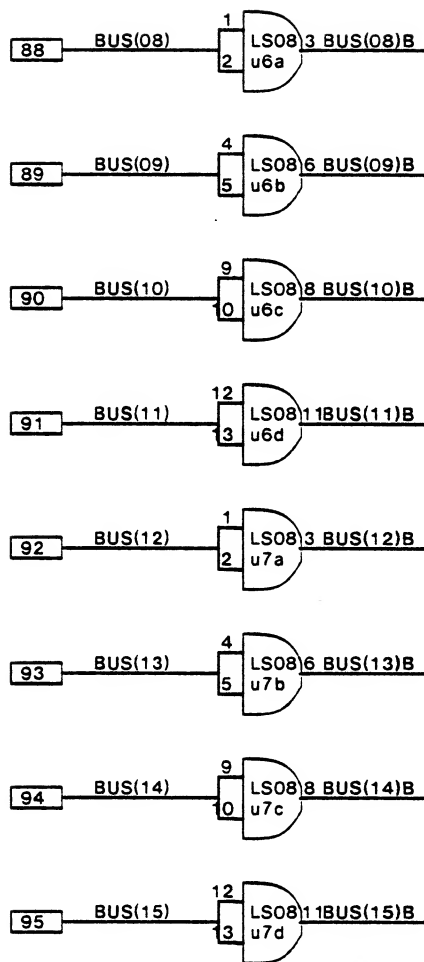 1
88 BUS(08) LS08 3 BUS(08)B
2 u6a
4
89 BUS(09) LS08 6 BUS(09)B
5 u6b
9
90 BUS(10) LS08 8 BUS(10)B
10 u6c
12
91 BUS(11) LS08 11 BUS(11)B
13 u6d
1
92 BUS(12) LS08 3 BUS(12)B
2 u7a
4
93 BUS(13) LS08 6 BUS(13)B
5 u7b
9
94 BUS(14) LS08 8 BUS(14)B
10 u7c
12
95 BUS(15) LS08 11 BUS(15)B
13 u7d